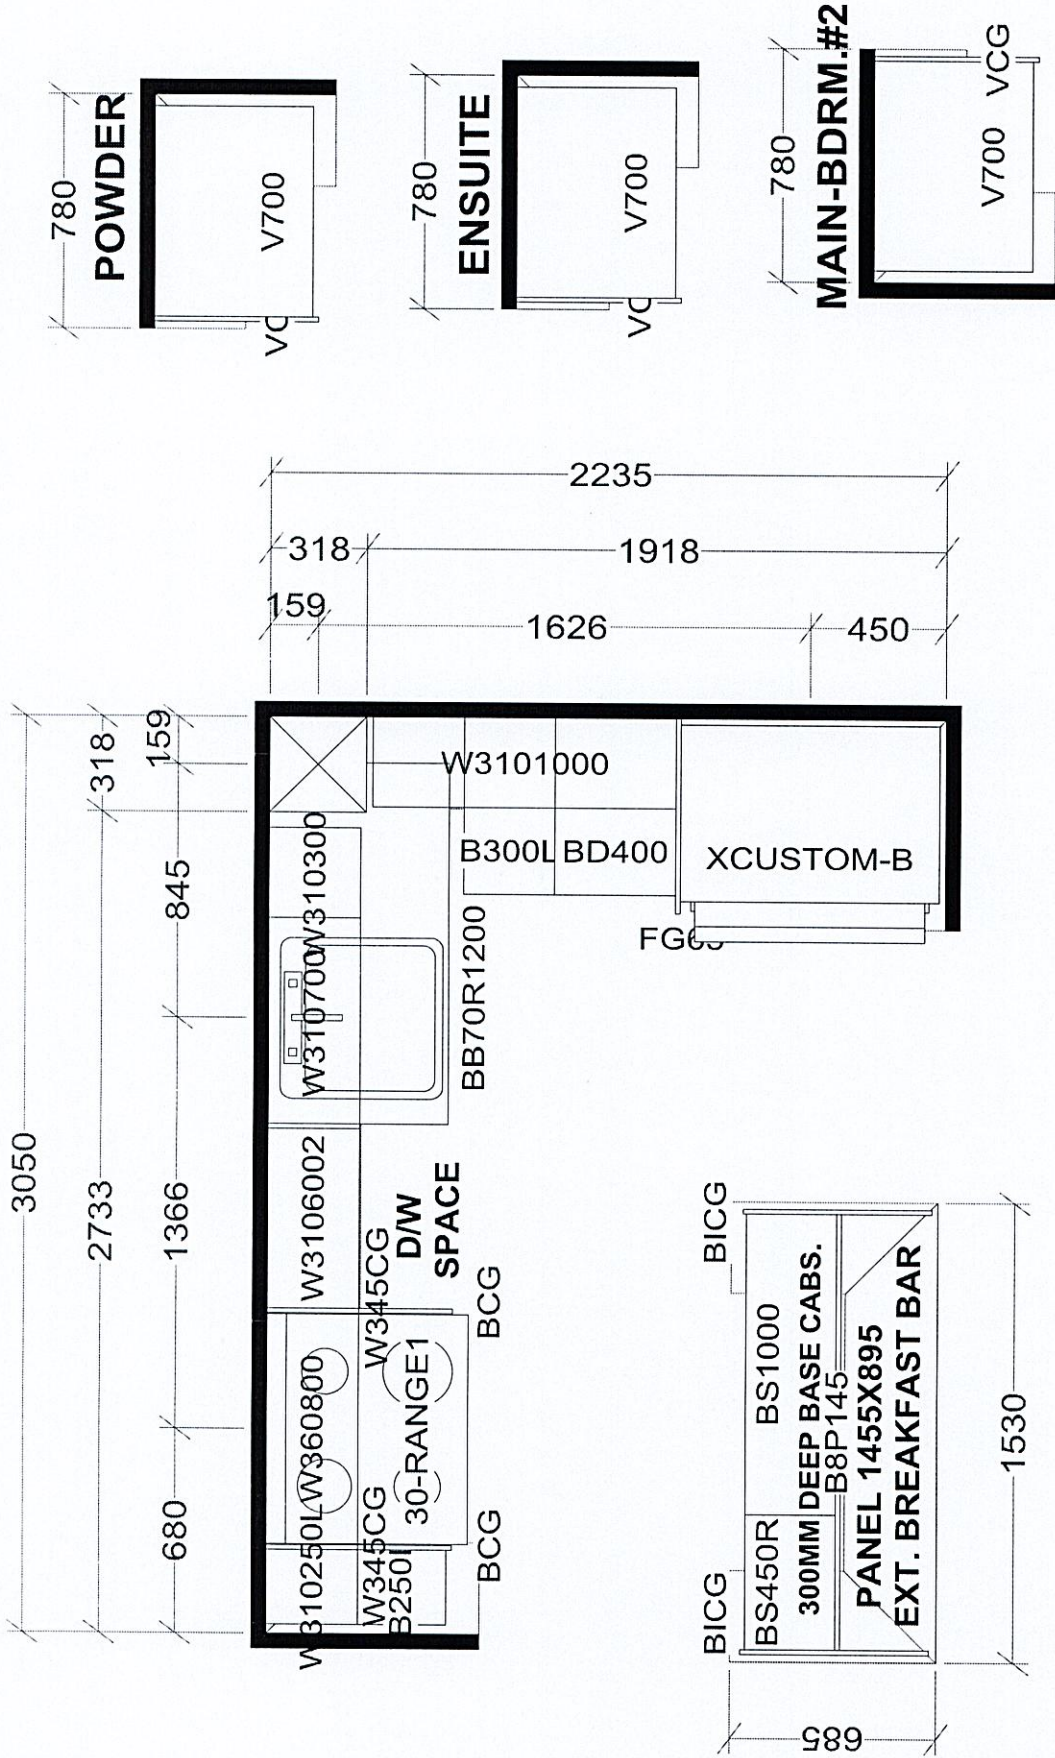 780
POWDER
V700
780
ENSUITE
V700
780
MAIN-BDRM.#2
V700
VCG
2235
318
1918
159
1626
450
3050
2733
318
680
1366
845
159
W310250L
W360800
W3106002
W310700
W310300
W3101000
W345CG
W345CG
30-RANGE1
BCG
BCG
D/W
SPACE
BB70R1200
B300L
BD400
XCUSTOM-B
BICG
BICG
BS450R
BS1000
300MM DEEP BASE CABS.
B8P145
PANEL 1455X895
EXT. BREAKFAST BAR
685
1530